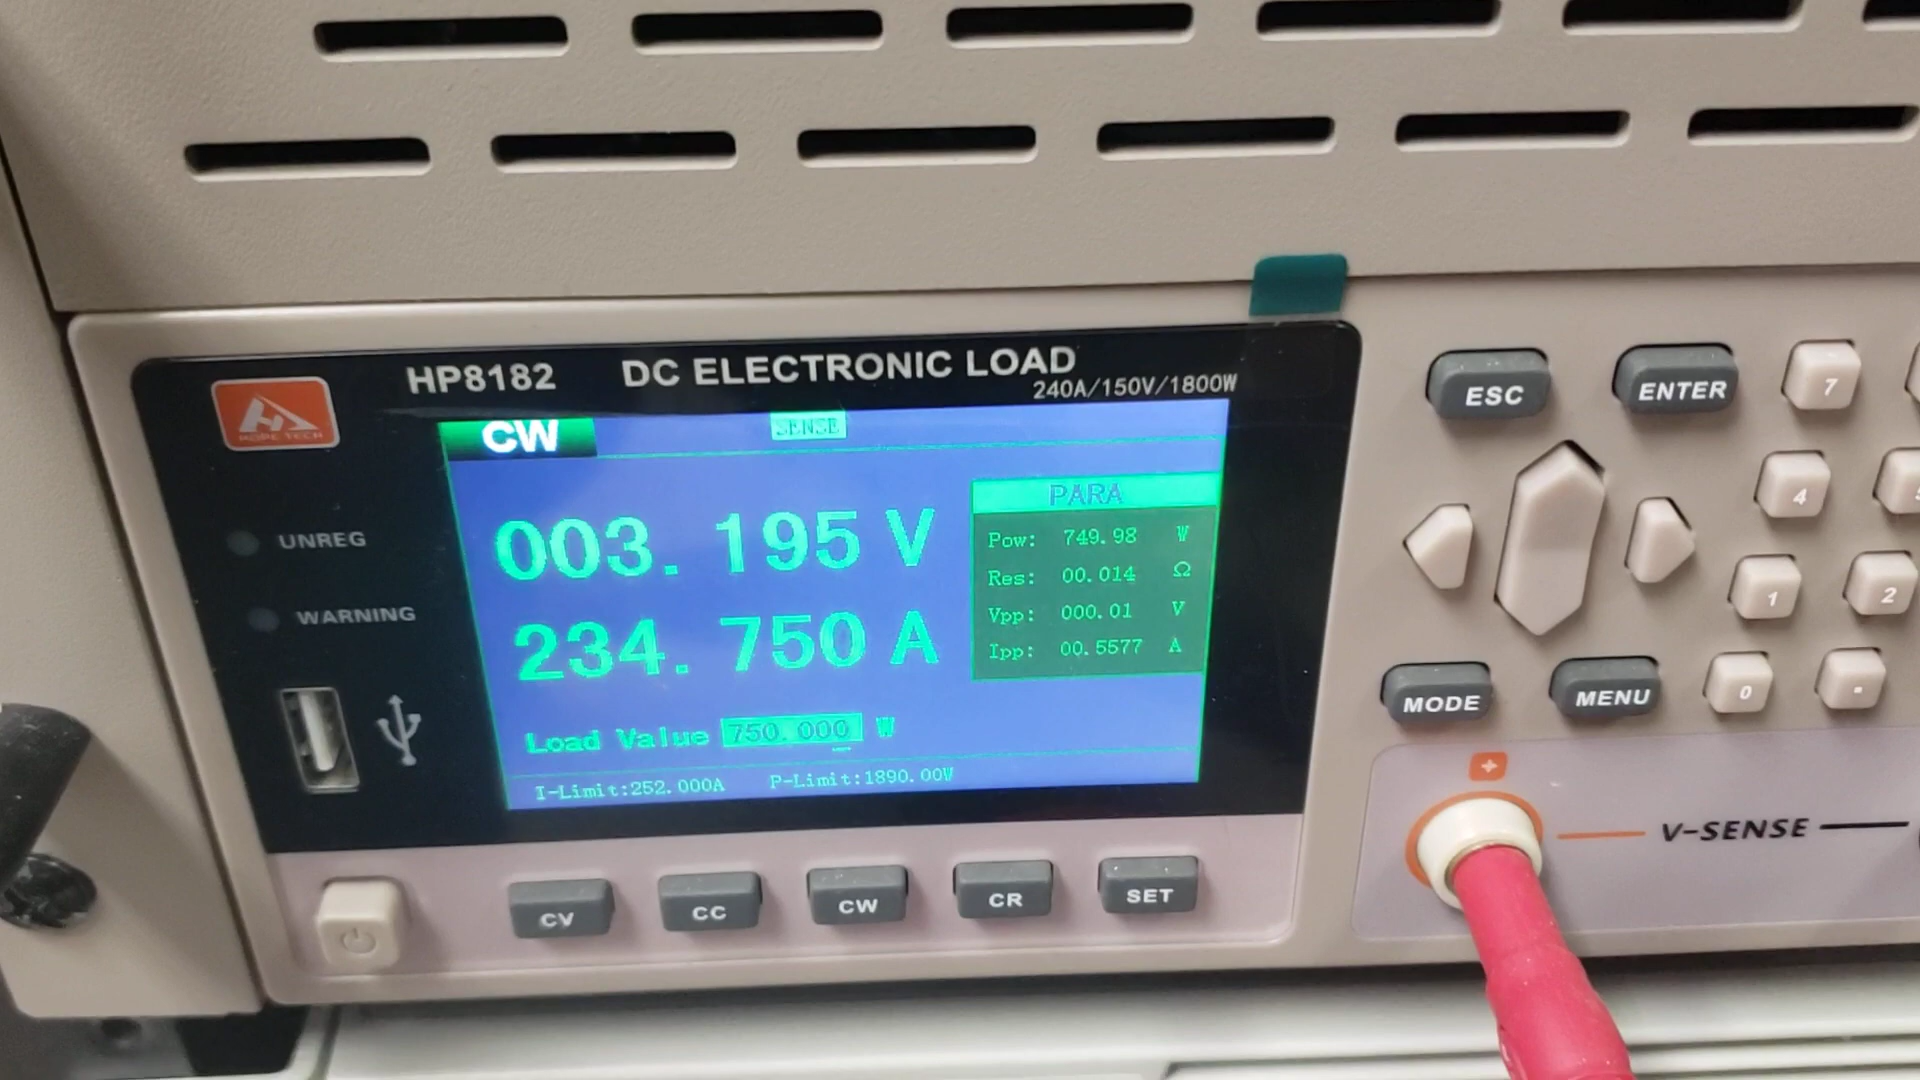 HP8182 DC ELECTRONIC LOAD
240A/150V/1800W
HOPE TECH
CW SENSE
PARA
003.195 V
234.750 A
Pow: 749.98 W
Res: 00.014 Ω
Vpp: 000.01 V
Ipp: 00.5577 A
Load Value 750.000 W
I-Limit:252.000A P-Limit:1890.00W
UNREG
WARNING
CV CC CW CR SET
ESC ENTER 7
4
1 2
MODE MENU 0 .
+
V-SENSE